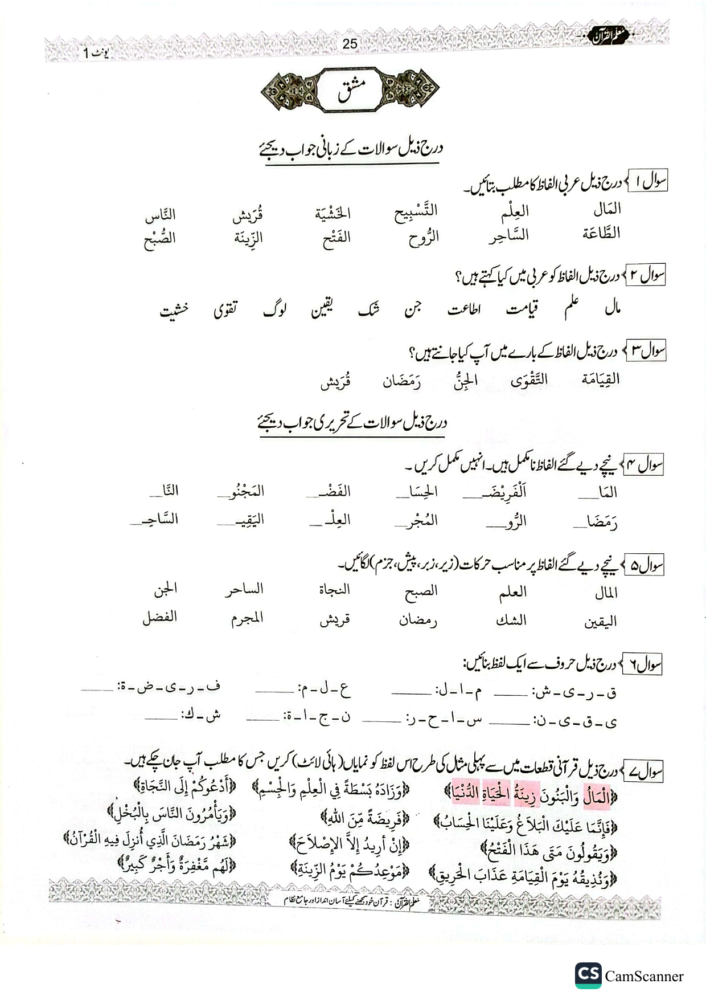 معلم القرآن
25
یونٹ 1
مشق
درج ذیل سوالات کے زبانی جواب دیجئے
سوال ۱ درج ذیل عربی الفاظ کا مطلب بتائیں۔
المَال العِلْم التَّسْبِيح الخَشْيَة قُرَيش النَّاس
الطَّاعَة السَّاحِر الرُّوح الفَتْح الزِّينَة الصُّبْح
سوال ۲ درج ذیل الفاظ کو عربی میں کیا کہتے ہیں؟
مال علم قیامت اطاعت جن شک یقین لوگ تقوی خشیت
سوال ۳ درج ذیل الفاظ کے بارے میں آپ کیا جانتے ہیں؟
القِيَامَة التَّقْوَى الجِنُّ رَمَضَان قُرَيش
درج ذیل سوالات کے تحریری جواب دیجئے
سوال ۴ نیچے دیے گئے الفاظ نامکمل ہیں۔ انہیں مکمل کریں۔
المَا__ اَلْفَرِيْضَـ__ الحِسَا__ الفَضْـ__ المَجْنُو__ النَّا__
رَمَضَا__ الرُّو__ المُجْرِ__ العِلْـ__ اليَقِيـ__ السَّاحِـ__
سوال ۵ نیچے دیے گئے الفاظ پر مناسب حرکات (زیر، زبر، پیش، جزم) لگائیں۔
المال العلم الصبح النجاة الساحر الجن
اليقين الشك رمضان قريش المجرم الفضل
سوال ۶ درج ذیل حروف سے ایک لفظ بنائیں:
ق-ر-ی-ش: ____ م-ا-ل: ____ ع-ل-م: ____ ف-ر-ی-ض-ة: ____
ی-ق-ی-ن: ____ س-ا-ح-ر: ____ ن-ج-ا-ة: ____ ش-ك: ____
سوال ۷ درج ذیل قرآنی قطعات میں سے پہلی مثال کی طرح اس لفظ کو نمایاں (ہائی لائٹ) کریں جس کا مطلب آپ جان چکے ہیں۔
﴿الْمَالُ وَالْبَنُونَ زِينَةُ الْحَيَاةِ الدُّنْيَا﴾ ﴿وَزَادَهُ بَسْطَةً فِي الْعِلْمِ وَالْجِسْمِ﴾ ﴿أَدْعُوكُمْ إِلَى النَّجَاةِ﴾
﴿فَإِنَّمَا عَلَيْكَ الْبَلاَغُ وَعَلَيْنَا الْحِسَابُ﴾ ﴿فَرِيضَةً مِّنَ اللهِ﴾ ﴿وَيَأْمُرُونَ النَّاسَ بِالْبُخْلِ﴾
﴿وَيَقُولُونَ مَتَى هَذَا الْفَتْحُ﴾ ﴿إِنْ أُرِيدُ إِلاَّ الإِصْلاَحَ﴾ ﴿شَهْرُ رَمَضَانَ الَّذِي أُنزِلَ فِيهِ الْقُرْآنُ﴾
﴿وَنُذِيقُهُ يَوْمَ الْقِيَامَةِ عَذَابَ الْحَرِيقِ﴾ ﴿مَوْعِدُكُمْ يَوْمُ الزِّينَةِ﴾ ﴿لَهُم مَّغْفِرَةٌ وَأَجْرٌ كَبِيرٌ﴾
معلم القرآن: قرآن خود سمجھنے کیلئے آسان انداز اور جامع نظام
CS CamScanner